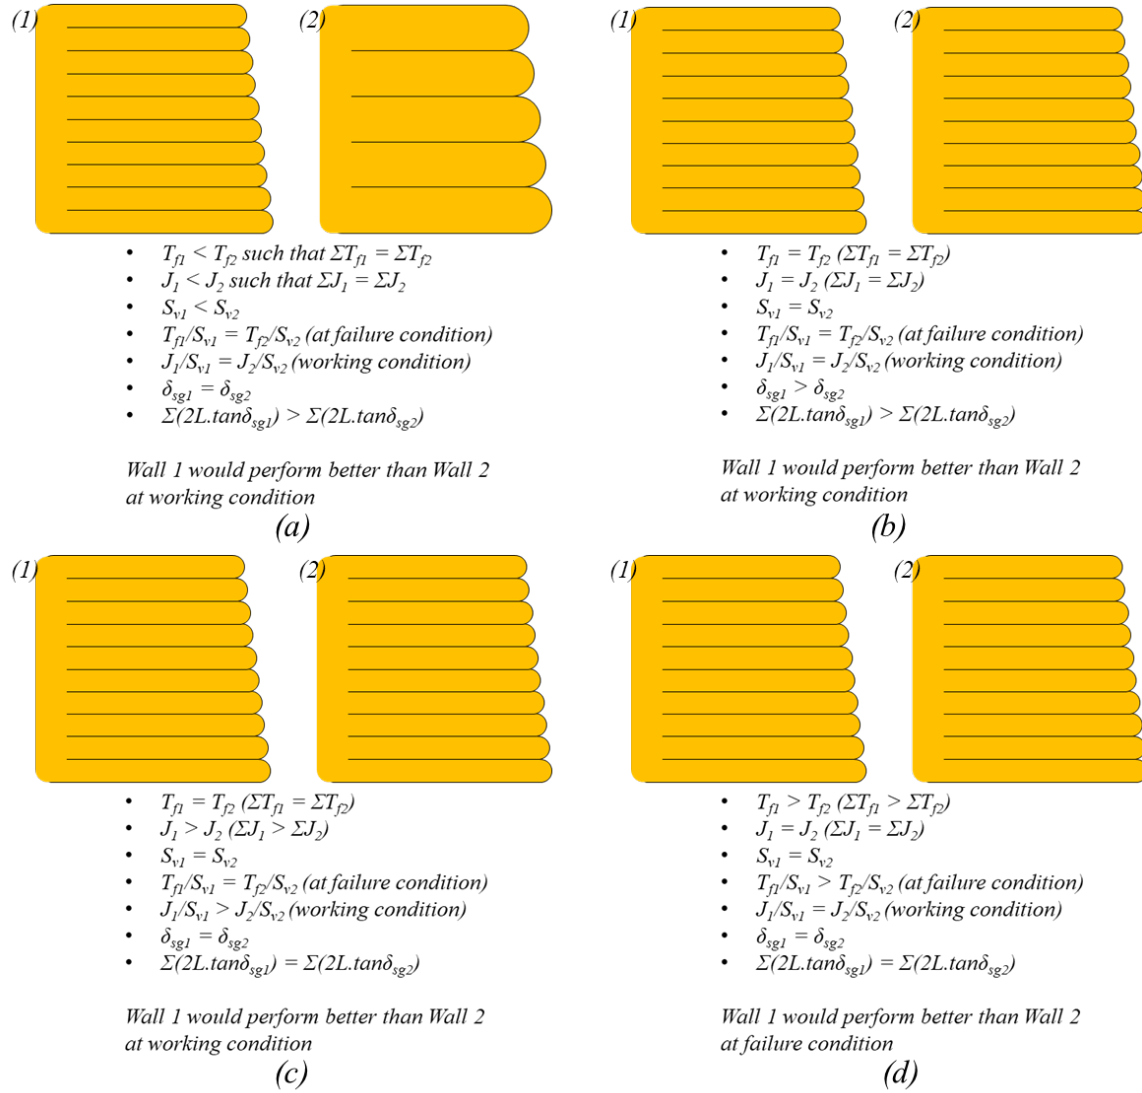 (1) (2)
• T_f1 < T_f2 such that ΣT_f1 = ΣT_f2
• J_1 < J_2 such that ΣJ_1 = ΣJ_2
• S_v1 < S_v2
• T_f1/S_v1 = T_f2/S_v2 (at failure condition)
• J_1/S_v1 = J_2/S_v2 (working condition)
• δ_sg1 = δ_sg2
• Σ(2L.tanδ_sg1) > Σ(2L.tanδ_sg2)
Wall 1 would perform better than Wall 2
at working condition
(a)
(1) (2)
• T_f1 = T_f2 (ΣT_f1 = ΣT_f2)
• J_1 = J_2 (ΣJ_1 = ΣJ_2)
• S_v1 = S_v2
• T_f1/S_v1 = T_f2/S_v2 (at failure condition)
• J_1/S_v1 = J_2/S_v2 (working condition)
• δ_sg1 > δ_sg2
• Σ(2L.tanδ_sg1) > Σ(2L.tanδ_sg2)
Wall 1 would perform better than Wall 2
at working condition
(b)
(1) (2)
• T_f1 = T_f2 (ΣT_f1 = ΣT_f2)
• J_1 > J_2 (ΣJ_1 > ΣJ_2)
• S_v1 = S_v2
• T_f1/S_v1 = T_f2/S_v2 (at failure condition)
• J_1/S_v1 > J_2/S_v2 (working condition)
• δ_sg1 = δ_sg2
• Σ(2L.tanδ_sg1) = Σ(2L.tanδ_sg2)
Wall 1 would perform better than Wall 2
at working condition
(c)
(1) (2)
• T_f1 > T_f2 (ΣT_f1 > ΣT_f2)
• J_1 = J_2 (ΣJ_1 = ΣJ_2)
• S_v1 = S_v2
• T_f1/S_v1 > T_f2/S_v2 (at failure condition)
• J_1/S_v1 = J_2/S_v2 (working condition)
• δ_sg1 = δ_sg2
• Σ(2L.tanδ_sg1) = Σ(2L.tanδ_sg2)
Wall 1 would perform better than Wall 2
at failure condition
(d)